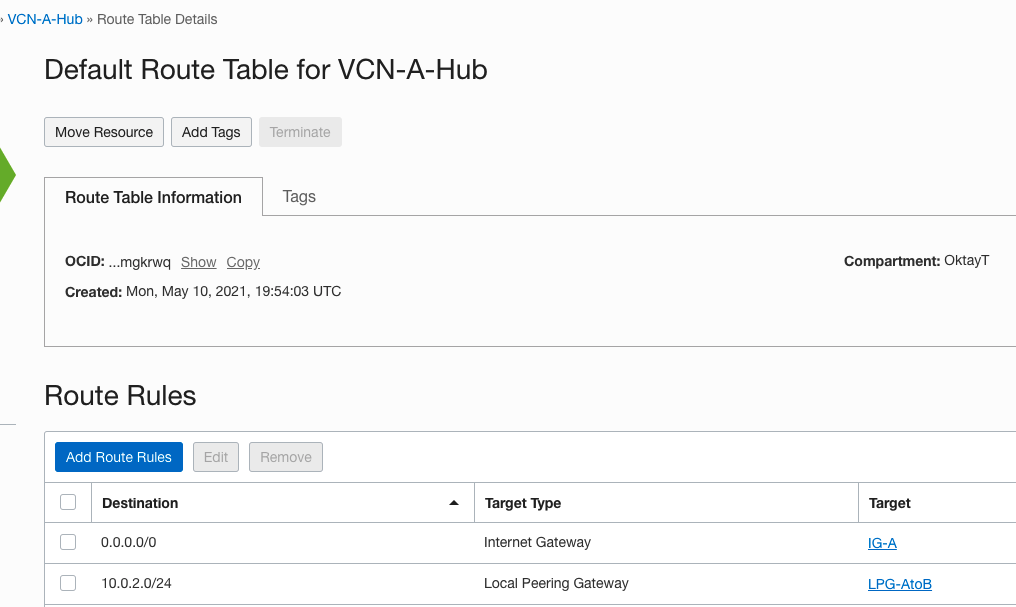 » VCN-A-Hub » Route Table Details
Default Route Table for VCN-A-Hub
Move Resource Add Tags Terminate
Route Table Information Tags
OCID: ...mgkrwq Show Copy Compartment: OktayT
Created: Mon, May 10, 2021, 19:54:03 UTC
Route Rules
Add Route Rules Edit Remove
Destination Target Type Target
0.0.0.0/0 Internet Gateway IG-A
10.0.2.0/24 Local Peering Gateway LPG-AtoB